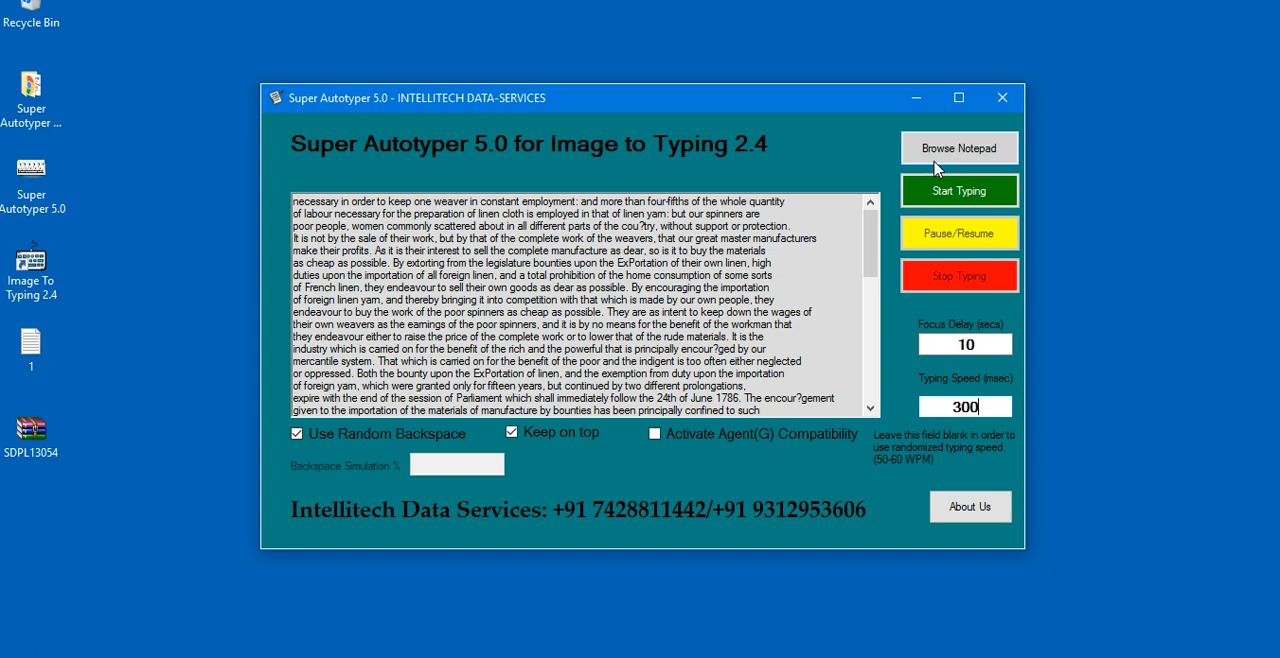 Recycle Bin
Super
Autotyper ...
Super
Autotyper 5.0
Image To
Typing 2.4
1
SDPL13054
Super Autotyper 5.0 - INTELLITECH DATA-SERVICES
Super Autotyper 5.0 for Image to Typing 2.4
necessary in order to keep one weaver in constant employment: and more than four-fifths of the whole quantity
of labour necessary for the preparation of linen cloth is employed in that of linen yarn: but our spinners are
poor people, women commonly scattered about in all different parts of the cou?try, without support or protection.
It is not by the sale of their work, but by that of the complete work of the weavers, that our great master manufacturers
make their profits. As it is their interest to sell the complete manufacture as dear, so is it to buy the materials
as cheap as possible. By extorting from the legislature bounties upon the ExPortation of their own linen, high
duties upon the importation of all foreign linen, and a total prohibition of the home consumption of some sorts
of French linen, they endeavour to sell their own goods as dear as possible. By encouraging the importation
of foreign linen yarn, and thereby bringing it into competition with that which is made by our own people, they
endeavour to buy the work of the poor spinners as cheap as possible. They are as intent to keep down the wages of
their own weavers as the earnings of the poor spinners, and it is by no means for the benefit of the workman that
they endeavour either to raise the price of the complete work or to lower that of the rude materials. It is the
industry which is carried on for the benefit of the rich and the powerful that is principally encour?ged by our
mercantile system. That which is carried on for the benefit of the poor and the indigent is too often either neglected
or oppressed. Both the bounty upon the ExPortation of linen, and the exemption from duty upon the importation
of foreign yarn, which were granted only for fifteen years, but continued by two different prolongations,
expire with the end of the session of Parliament which shall immediately follow the 24th of June 1786. The encour?gement
given to the importation of the materials of manufacture by bounties has been principally confined to such
Browse Notepad
Start Typing
Pause/Resume
Stop Typing
Focus Delay (secs)
10
Typing Speed (msec)
300
Leave this field blank in order to
use randomized typing speed
(50-60 WPM)
Use Random Backspace
Keep on top
Activate Agent(G) Compatibility
Backspace Simulation %
Intellitech Data Services: +91 7428811442/+91 9312953606
About Us